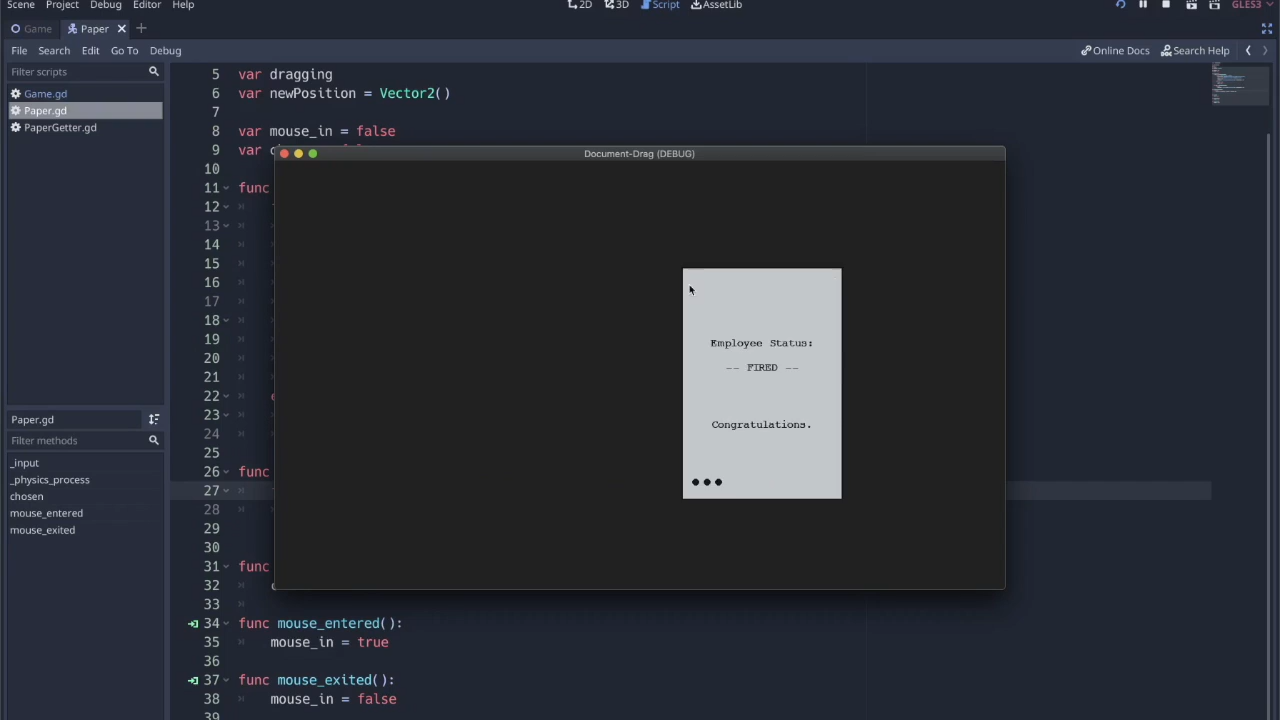 Scene Project Debug Editor Help
2D 3D Script AssetLib
GLES3
Game Paper
File Search Edit Go To Debug
Online Docs Search Help
Filter scripts
Game.gd
Paper.gd
PaperGetter.gd
Paper.gd
Filter methods
_input
_physics_process
chosen
mouse_entered
mouse_exited
5 var dragging
6 var newPosition = Vector2()
7
8 var mouse_in = false
9 var
10
11 func
12
13
14
15
16
17
18
19
20
21
22
23
24
25
26 func
27
28
29
30
31 func
32
33
34 func mouse_entered():
35 mouse_in = true
36
37 func mouse_exited():
38 mouse_in = false
39
Document-Drag (DEBUG)
Employee Status:
-- FIRED --
Congratulations.